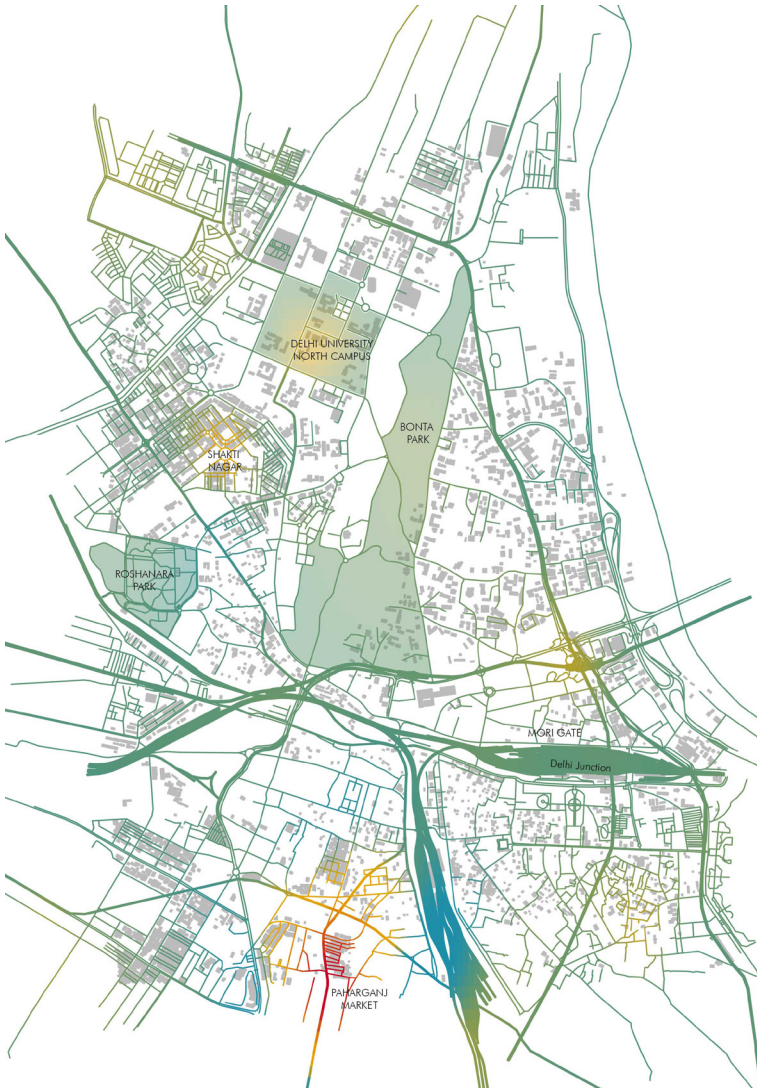 DELHI UNIVERSITY
NORTH CAMPUS
BONTA
PARK
SHAKTI
NAGAR
ROSHANARA
PARK
MORI GATE
Delhi Junction
PAHARGANJ
MARKET